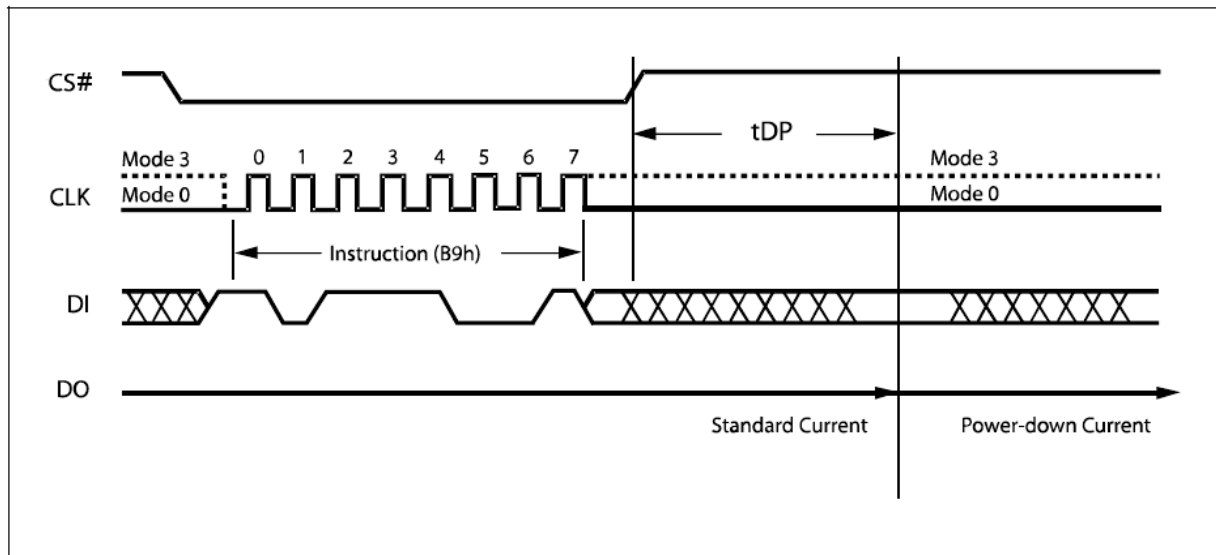 CS#
tDP
Mode 3
0 1 2 3 4 5 6 7
Mode 3
CLK
Mode 0
Mode 0
Instruction (B9h)
DI
DO
Standard Current
Power-down Current